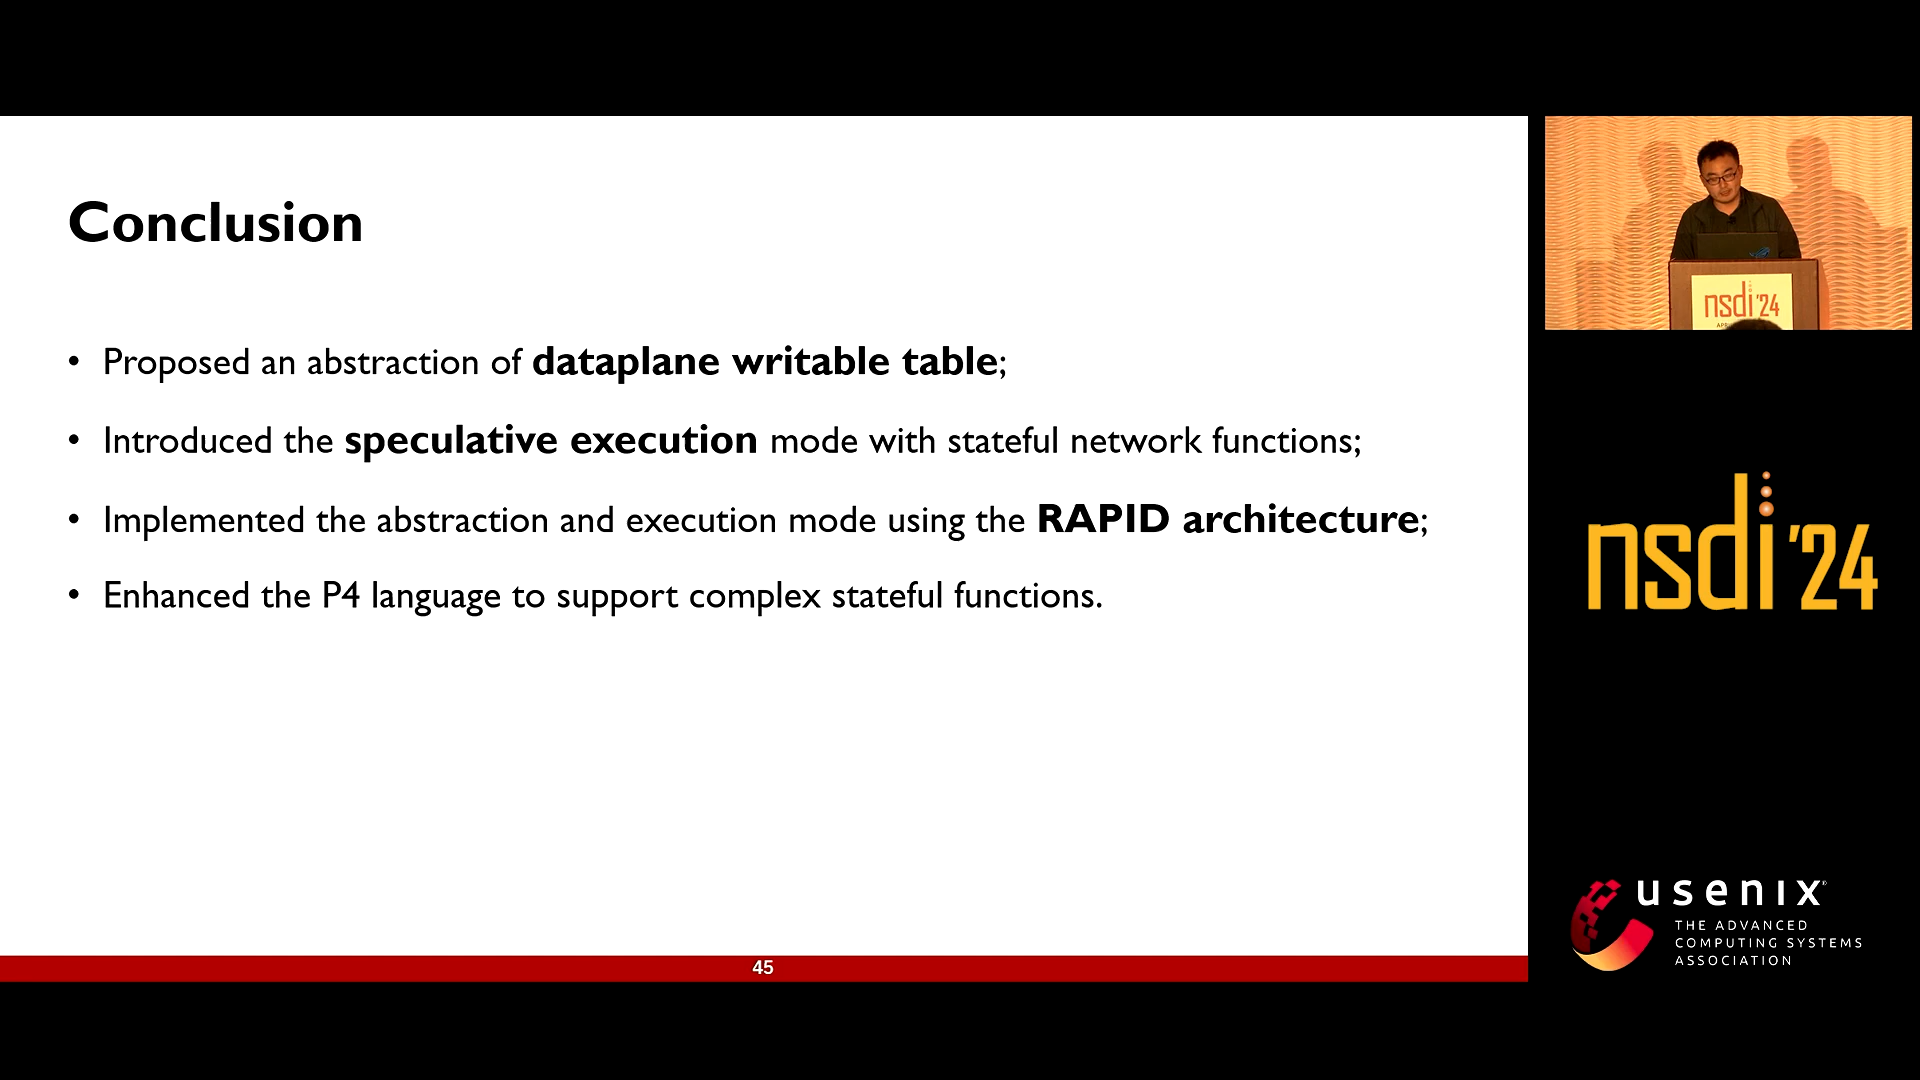 Conclusion
• Proposed an abstraction of dataplane writable table;
• Introduced the speculative execution mode with stateful network functions;
• Implemented the abstraction and execution mode using the RAPID architecture;
• Enhanced the P4 language to support complex stateful functions.
45
nsdi '24
nsdi '24
usenix
THE ADVANCED
COMPUTING SYSTEMS
ASSOCIATION